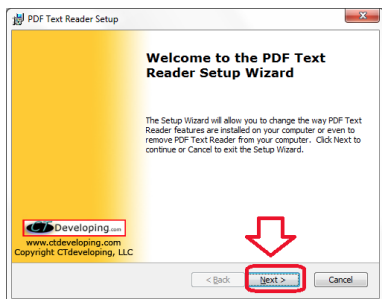 PDF Text Reader Setup
Welcome to the PDF Text
Reader Setup Wizard
The Setup Wizard will allow you to change the way PDF Text
Reader features are installed on your computer or even to
remove PDF Text Reader from your computer. Click Next to
continue or Cancel to exit the Setup Wizard.
CTDeveloping.com
www.ctdeveloping.com
Copyright CTdeveloping, LLC
< Back
Next >
Cancel